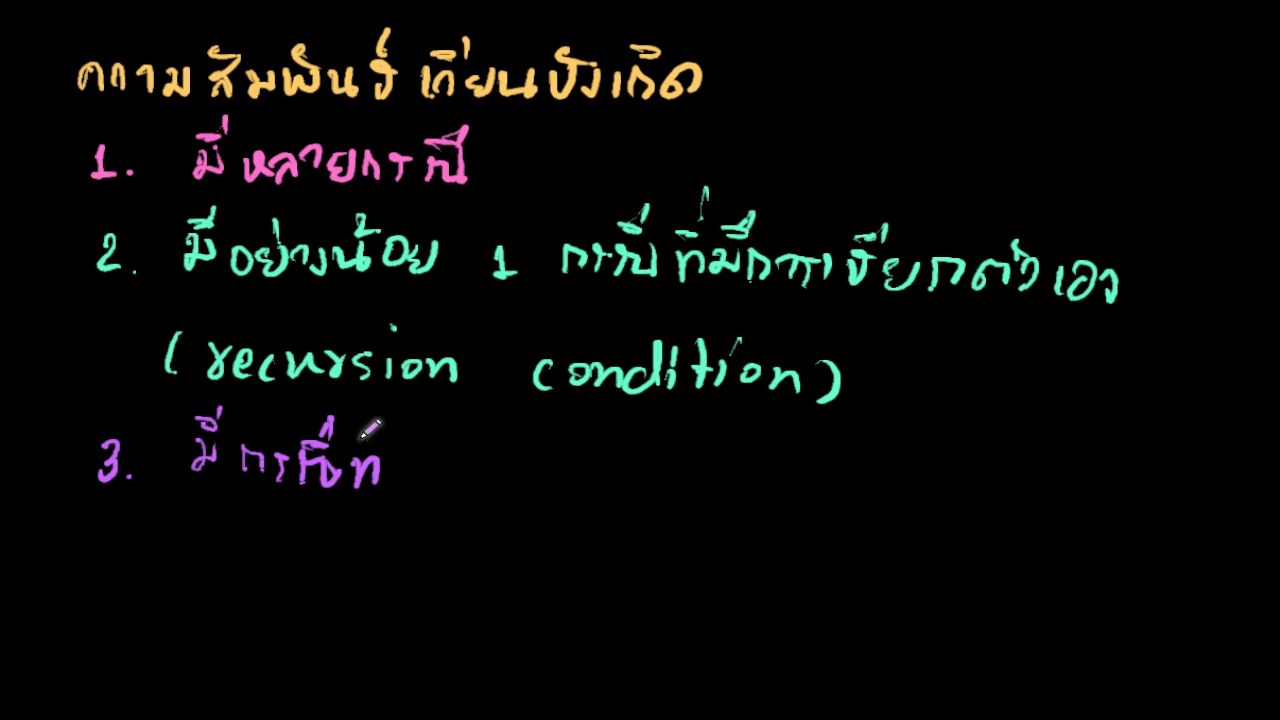 ความสัมพันธ์เกียนบังเกิด
1. มีหลายกรณี
2. มีอย่างน้อย 1 กรณีที่มีการเรียกตัวเอง
(recursion condition)
3. มีกรณีท